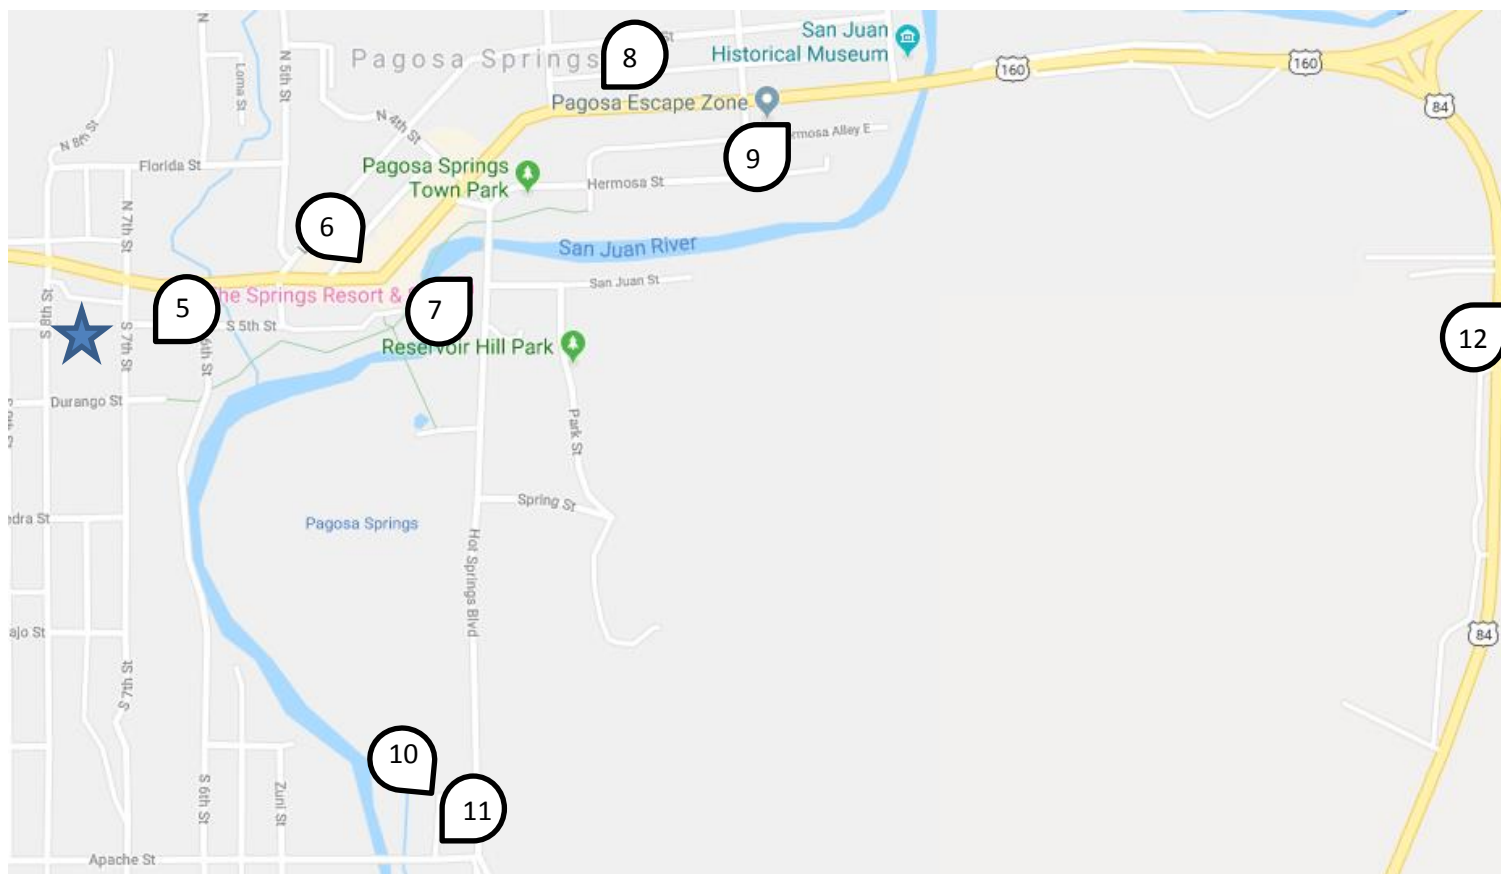 N
St
San Juan
Historical Museum
Pagosa Springs
8
160
160
N 5th St
Loma St
84
Pagosa Escape Zone
N 4th St
N 8th St
Alley E
9
Florida St
Pagosa Springs
Town Park
Hermosa St
N 7th St
6
San Juan River
San Juan St
The Springs Resort &
5
7
S 8th St
S 5th St
S 7th St
6th St
Reservoir Hill Park
12
Durango St
Park St
Spring St
Pagosa Springs
Hot Springs Blvd
84
S 7th St
10
11
S 6th St
Zuni St
Apache St